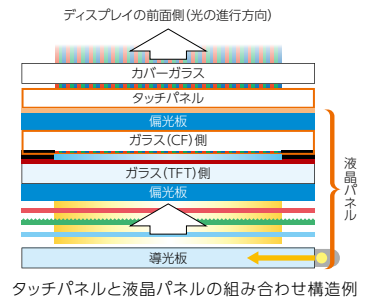 ディスプレイの前面側(光の進行方向)
カバーガラス
タッチパネル
偏光板
ガラス(CF)側
ガラス(TFT)側
偏光板
液晶パネル
導光板
タッチパネルと液晶パネルの組み合わせ構造例